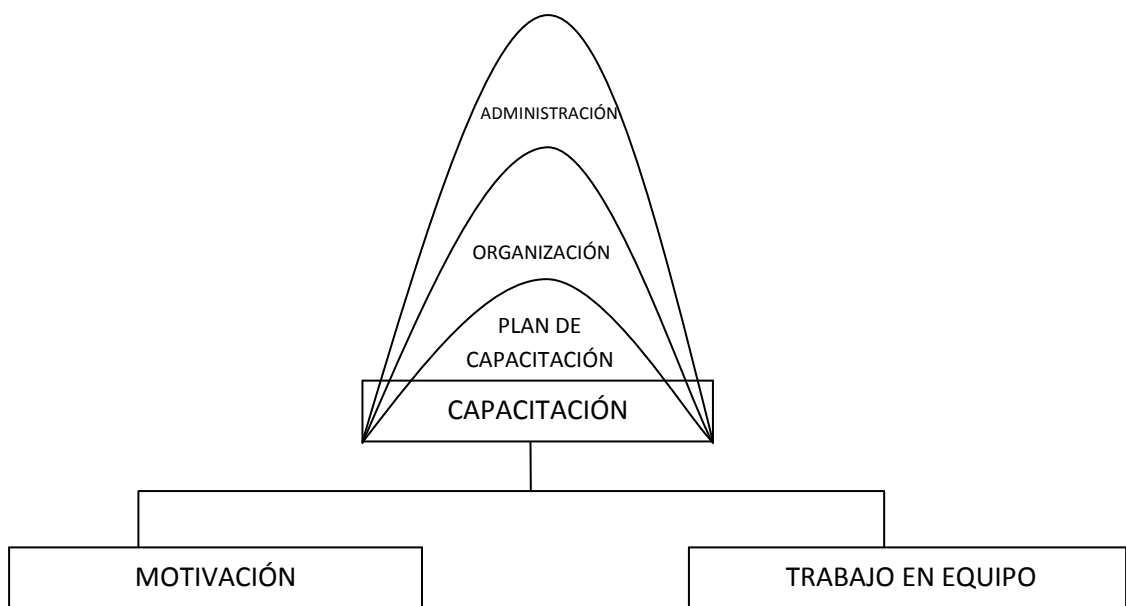 ADMINISTRACIÓN
ORGANIZACIÓN
PLAN DE
CAPACITACIÓN
CAPACITACIÓN
MOTIVACIÓN
TRABAJO EN EQUIPO